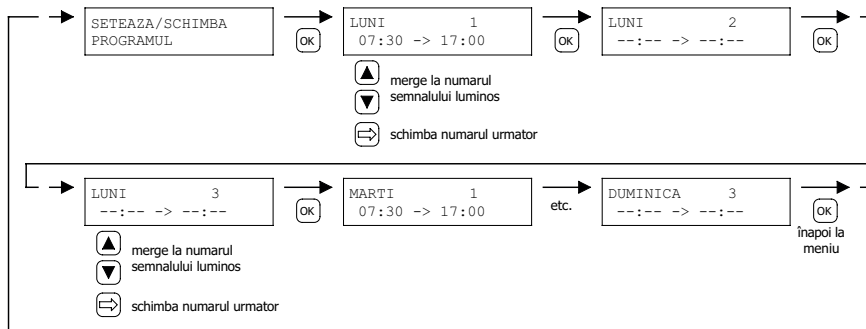 SETEAZA/SCHIMBA
PROGRAMUL
OK
LUNI 1
07:30 -> 17:00
OK
LUNI 2
--:-- -> --:--
OK
merge la numarul
semnalului luminos
schimba numarul urmator
LUNI 3
--:-- -> --:--
OK
MARTI 1
07:30 -> 17:00
etc.
DUMINICA 3
--:-- -> --:--
OK
înapoi la
meniu
merge la numarul
semnalului luminos
schimba numarul urmator